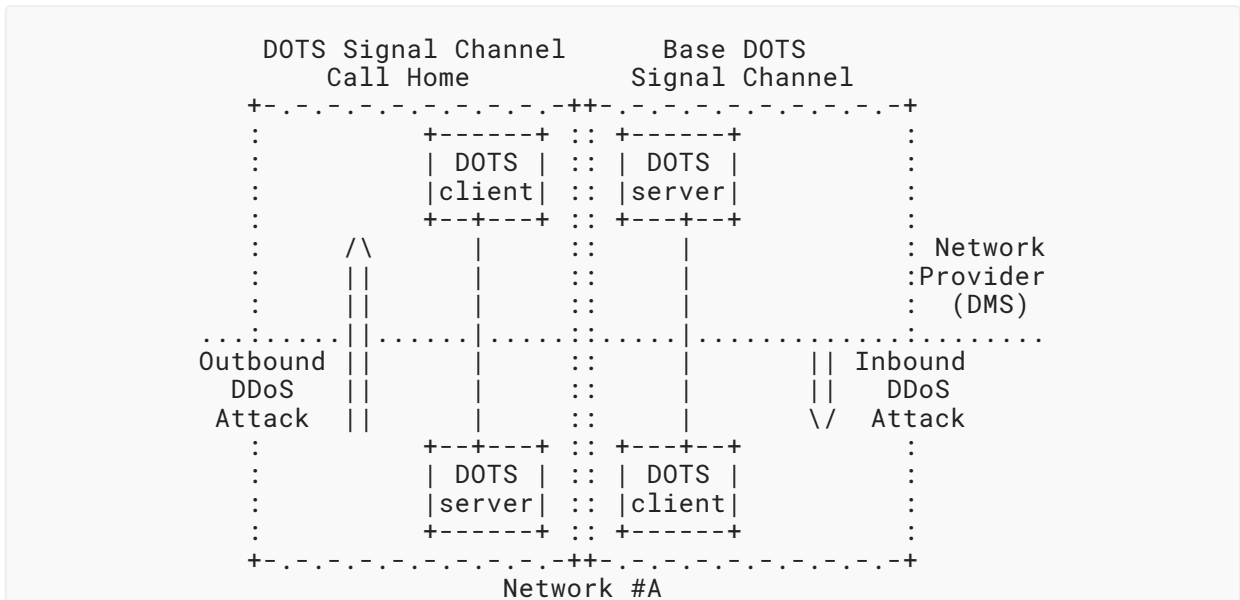 DOTS Signal Channel Base DOTS
Call Home Signal Channel
+-.-.-.-.-.-.-.-.-.-++-.-.-.-.-.-.-.-.-.-+
: +------+ :: +------+ :
: | DOTS | :: | DOTS | :
: |client| :: |server| :
: +--+---+ :: +---+--+ :
: /\ | :: | : Network
: || | :: | :Provider
: || | :: | : (DMS)
.........||......|.....:.....|.....................
Outbound || | :: | || Inbound
DDoS || | :: | || DDoS
Attack || | :: | \/ Attack
: +--+---+ :: +---+--+ :
: | DOTS | :: | DOTS | :
: |server| :: |client| :
: +------+ :: +------+ :
+-.-.-.-.-.-.-.-.-.-++-.-.-.-.-.-.-.-.-.-+
Network #A